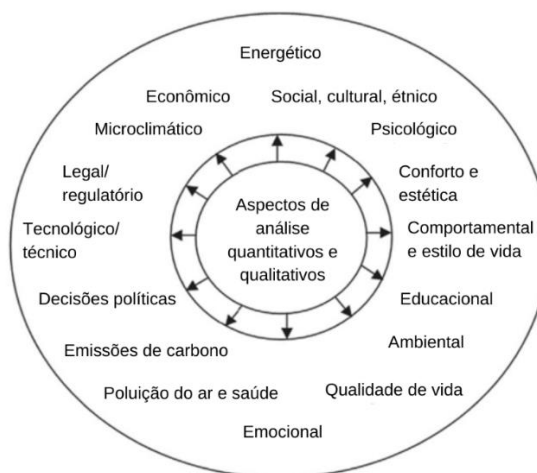 Energético
Econômico
Social, cultural, étnico
Microclimático
Psicológico
Legal/
regulatório
Conforto e
estética
Aspectos de
análise
quantitativos e
qualitativos
Tecnológico/
técnico
Comportamental
e estilo de vida
Decisões políticas
Educacional
Emissões de carbono
Ambiental
Poluição do ar e saúde
Qualidade de vida
Emocional